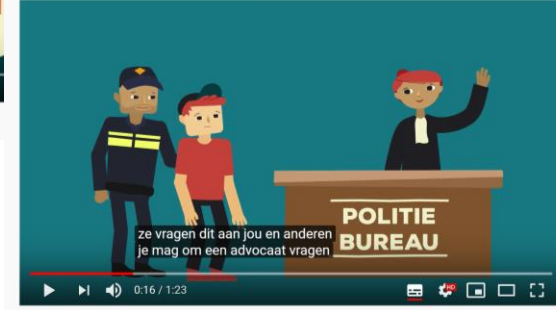 POLITIE
BUREAU
ze vragen dit aan jou en anderen
je mag om een advocaat vragen
0:16 / 1:23
HD